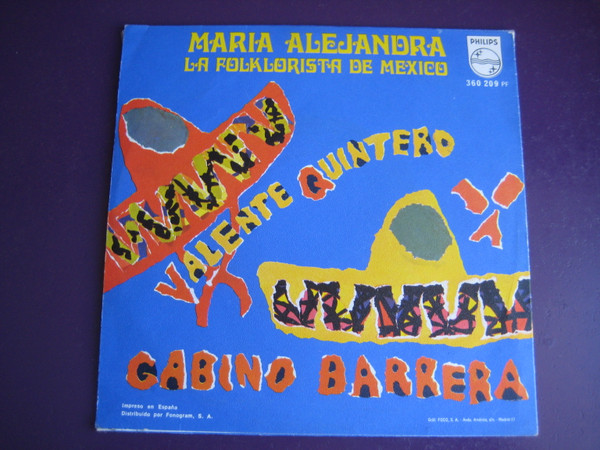 MARIA ALEJANDRA
LA FOLKLORISTA DE MEXICO
PHILIPS
360 209 PF
VALENTE QUINTERO
GABINO BARRERA
Impreso en España
Distribuido por Fonogram, S. A.